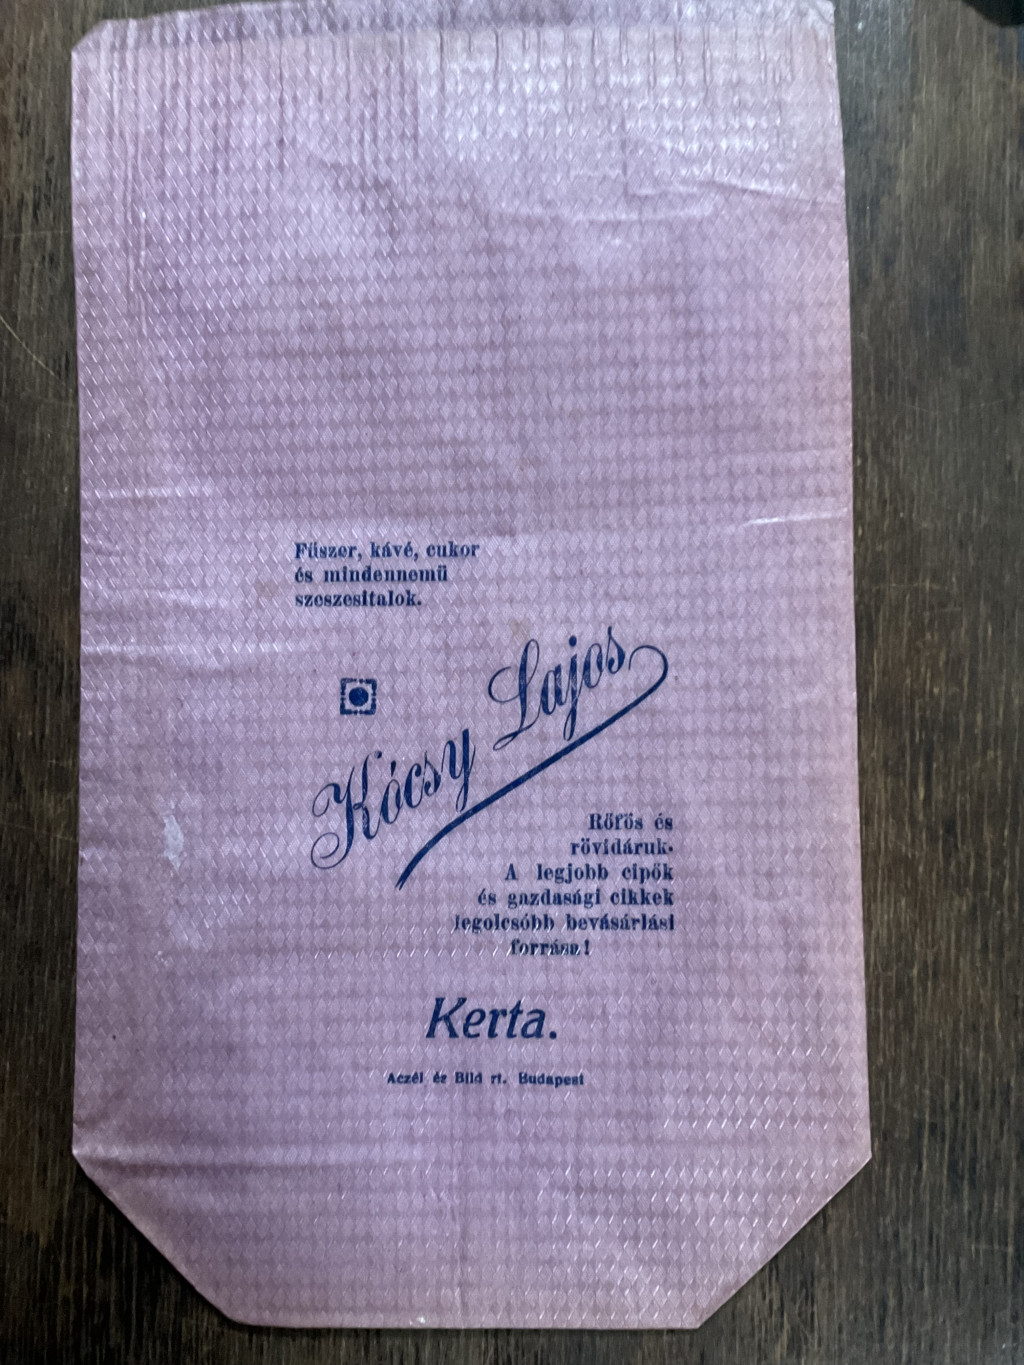 Fűszer, kávé, cukor
és mindennemü
szeszesitalok.
Kócsy Lajos
Rőfös és
rövidáruk.
A legjobb cipők
és gazdasági cikkek
legolcsóbb bevásárlási
forrása!
Kerta.
Aczél és Bild rt. Budapest